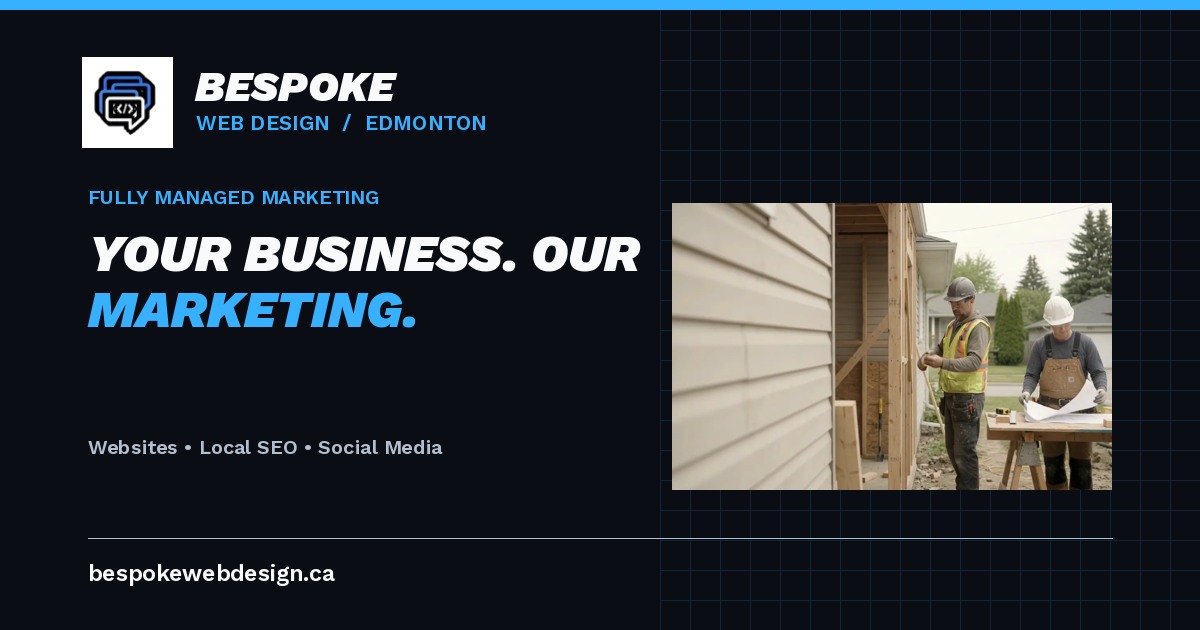 </>
BESPOKE
WEB DESIGN / EDMONTON
FULLY MANAGED MARKETING
YOUR BUSINESS. OUR
MARKETING.
Websites • Local SEO • Social Media
bespokewebdesign.ca